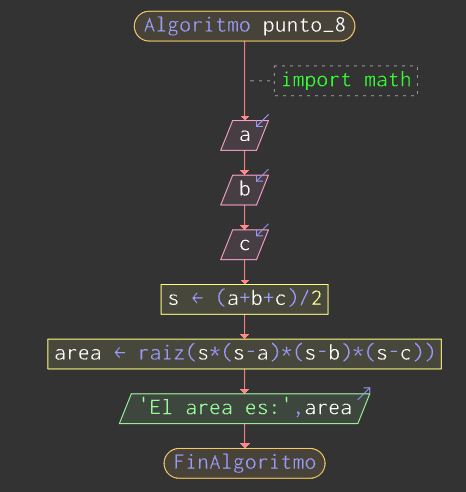 Algoritmo punto_8
import math
a
b
c
s ← (a+b+c)/2
area ← raiz(s*(s-a)*(s-b)*(s-c))
'El area es:',area
FinAlgoritmo